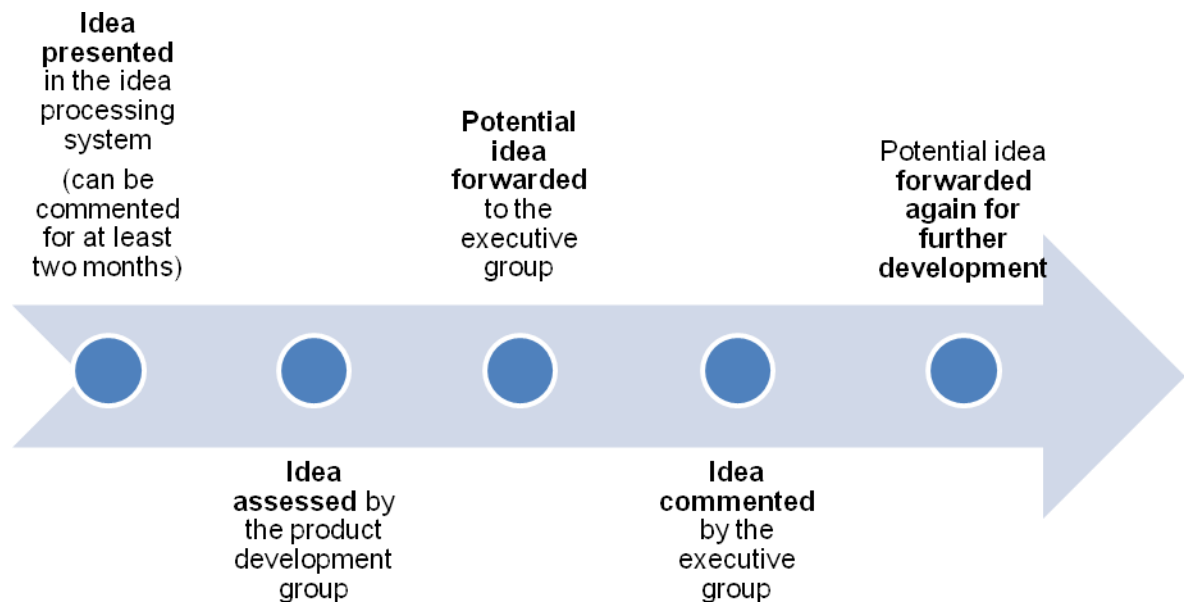 Idea
presented
in the idea
processing
system
(can be
commented
for at least
two months)
Idea
assessed by
the product
development
group
Potential
idea
forwarded
to the
executive
group
Idea
commented
by the
executive
group
Potential idea
forwarded
again for
further
development